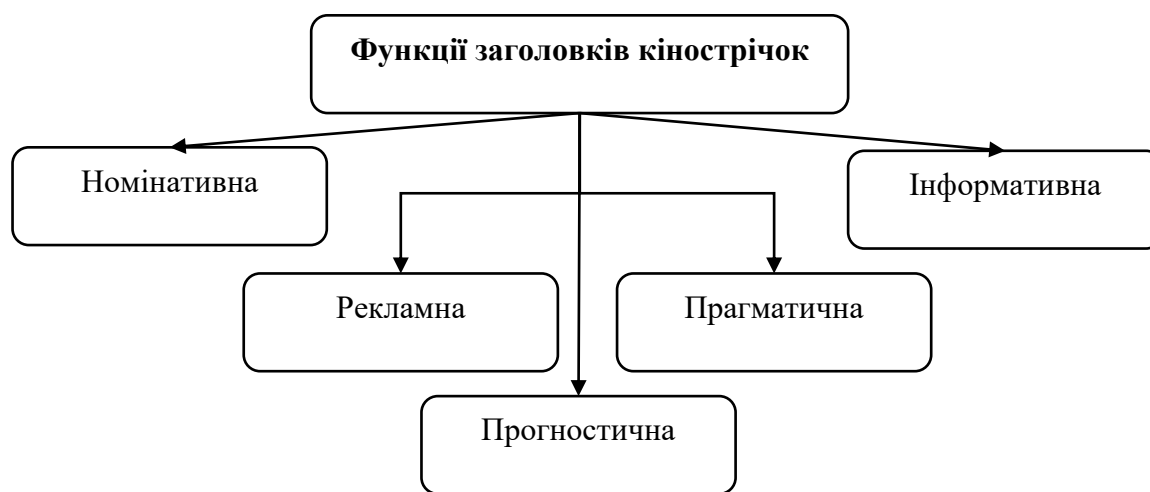 Функції заголовків кінострічок
Номінативна
Інформативна
Рекламна
Прагматична
Прогностична